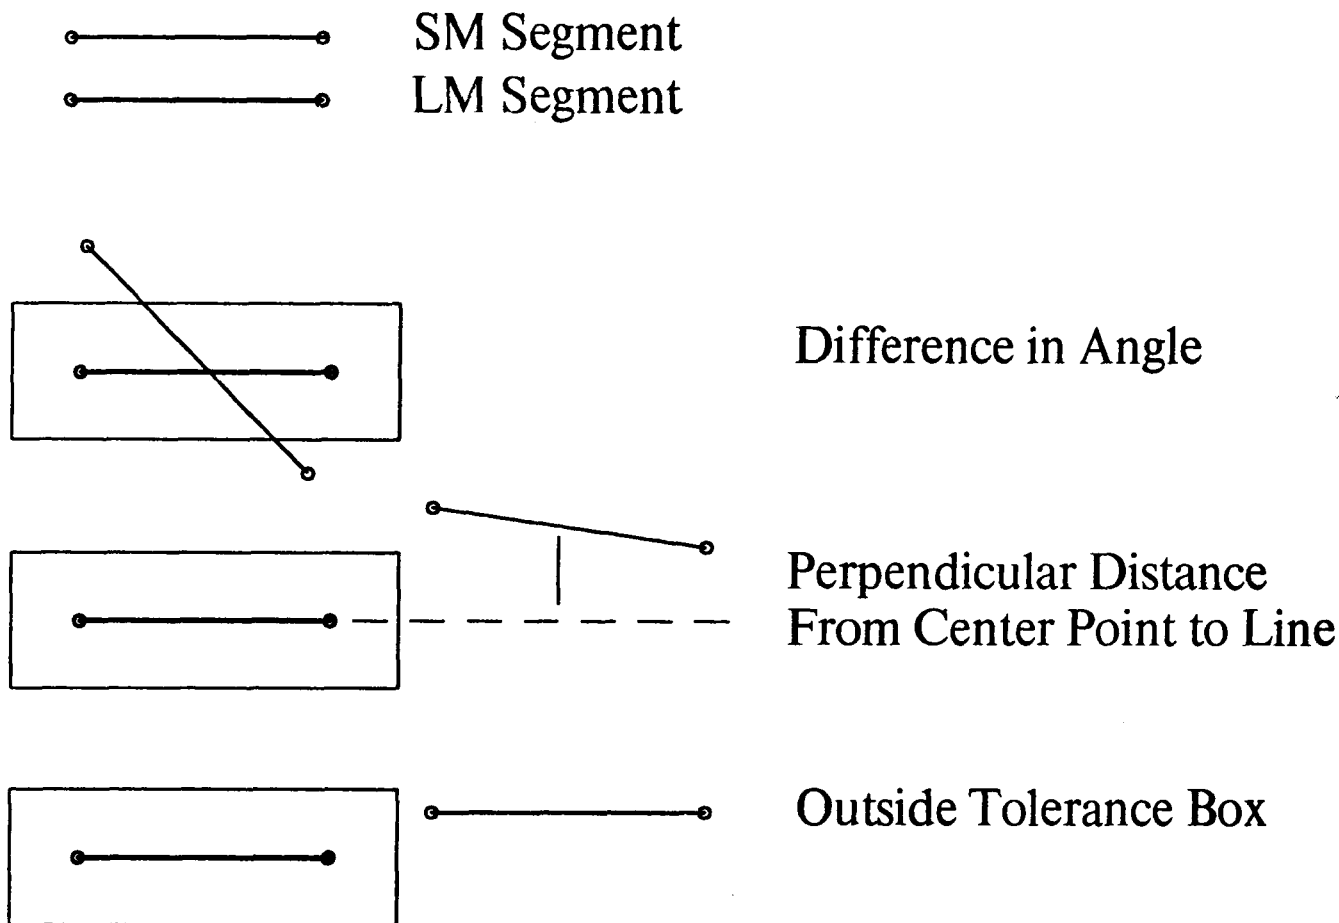 SM Segment
LM Segment
Difference in Angle
Perpendicular Distance
From Center Point to Line
Outside Tolerance Box